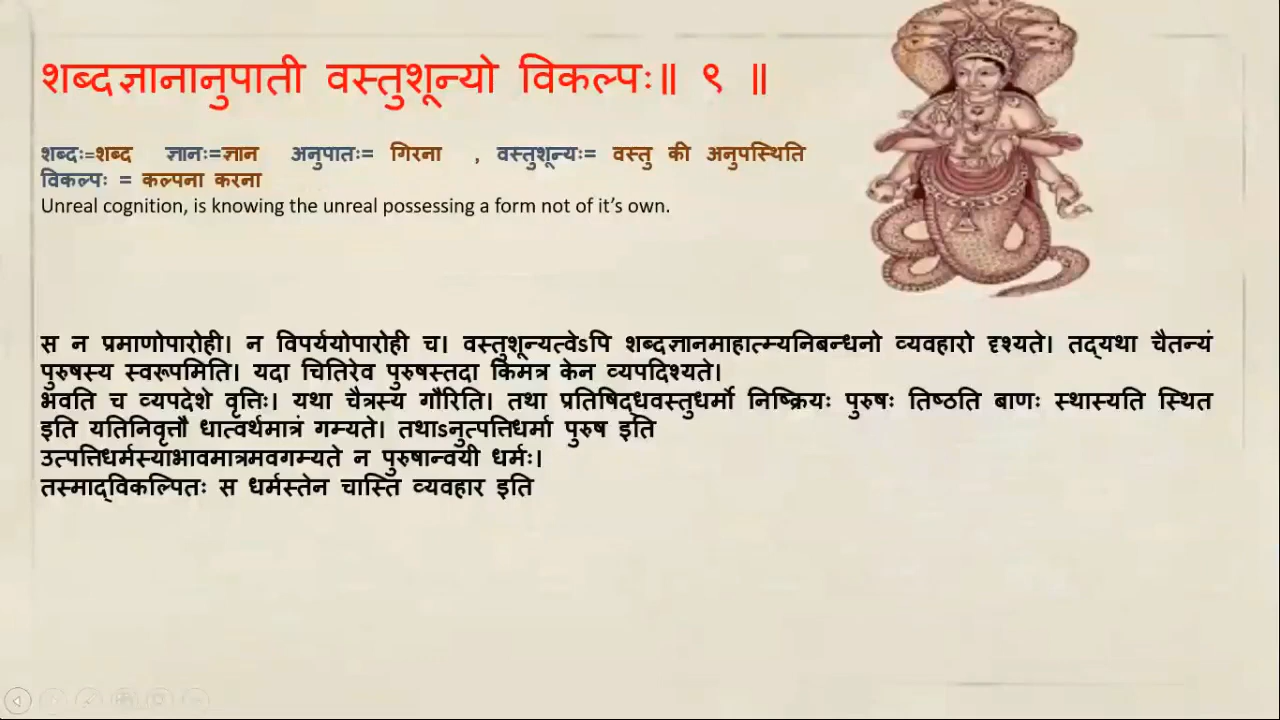 शब्दज्ञानानुपाती वस्तुशून्यो विकल्पः॥ ९ ॥
शब्दः=शब्द ज्ञानः=ज्ञान अनुपातः= गिरना , वस्तुशून्यः= वस्तु की अनुपस्थिति
विकल्पः = कल्पना करना
Unreal cognition, is knowing the unreal possessing a form not of it's own.
स न प्रमाणोपारोही। न विपर्ययोपारोही च। वस्तुशून्यत्वेsपि शब्दज्ञानमाहात्म्यनिबन्धनो व्यवहारो दृश्यते। तद्यथा चैतन्यं
पुरुषस्य स्वरूपमिति। यदा चितिरेव पुरुषस्तदा किमत्र केन व्यपदिश्यते।
भवति च व्यपदेशे वृत्तिः। यथा चैत्रस्य गौरिति। तथा प्रतिषिद्धवस्तुधर्मो निष्क्रियः पुरुषः तिष्ठति बाणः स्थास्यति स्थित
इति यतिनिवृत्तौ धात्वर्थमात्रं गम्यते। तथाsनुत्पत्तिधर्मा पुरुष इति
उत्पत्तिधर्मस्याभावमात्रमवगम्यते न पुरुषान्वयी धर्मः।
तस्माद्विकल्पितः स धर्मस्तेन चास्ति व्यवहार इति